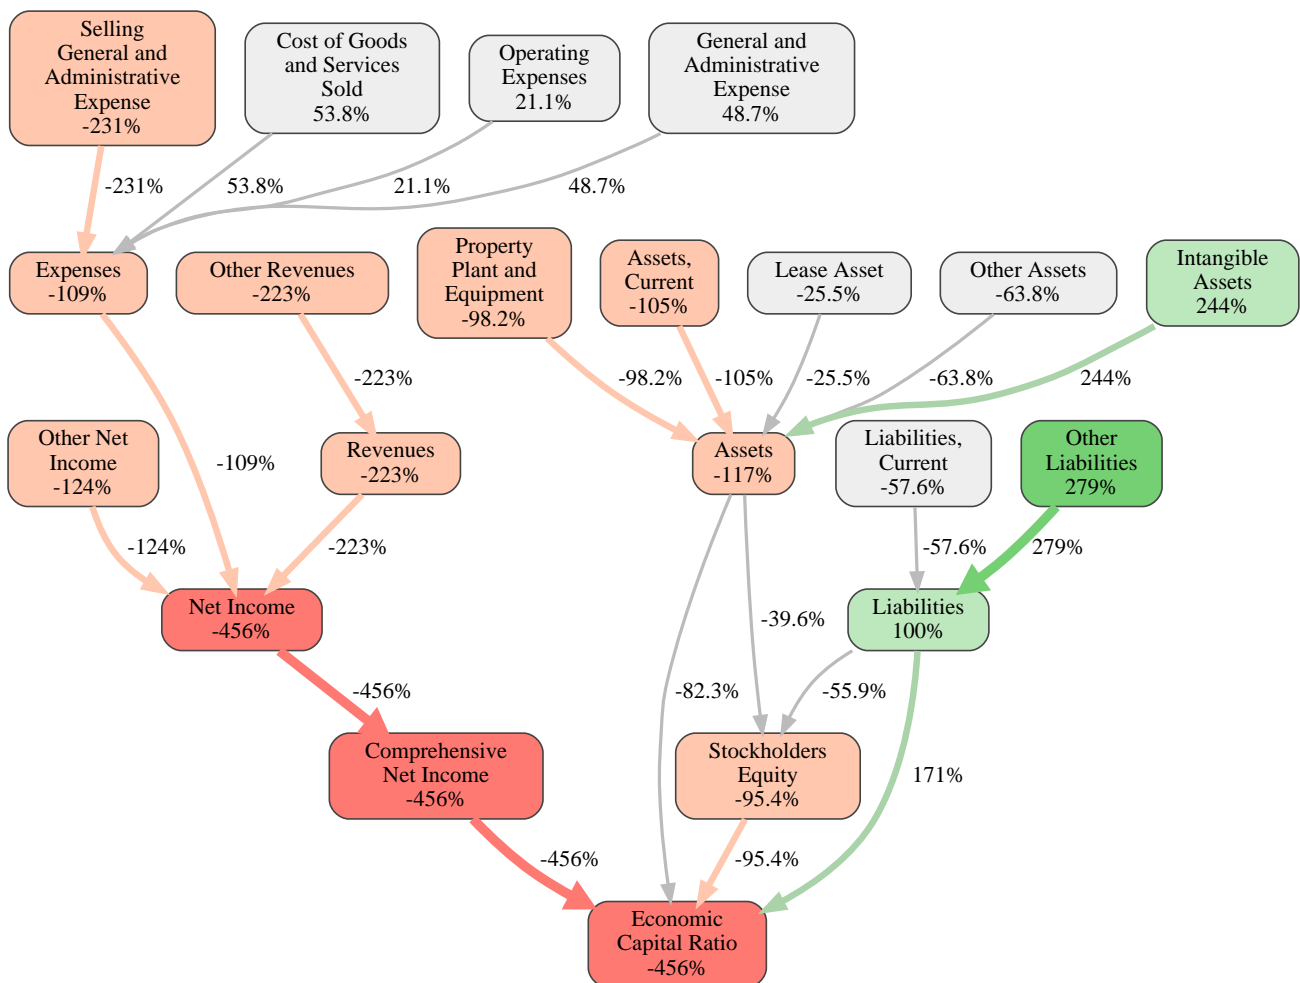 Selling
General and
Administrative
Expense
-231%
Cost of Goods
and Services
Sold
53.8%
Operating
Expenses
21.1%
General and
Administrative
Expense
48.7%
-231%
53.8%
21.1%
48.7%
Expenses
-109%
Other Revenues
-223%
Property
Plant and
Equipment
-98.2%
Assets,
Current
-105%
Lease Asset
-25.5%
Other Assets
-63.8%
Intangible
Assets
244%
-223%
-98.2%
-105%
-25.5%
-63.8%
244%
Other Net
Income
-124%
-109%
Revenues
-223%
Assets
-117%
Liabilities,
Current
-57.6%
Other
Liabilities
279%
-124%
-223%
-57.6%
279%
Net Income
-456%
-39.6%
Liabilities
100%
-456%
-82.3%
-55.9%
Comprehensive
Net Income
-456%
Stockholders
Equity
-95.4%
171%
-456%
-95.4%
Economic
Capital Ratio
-456%